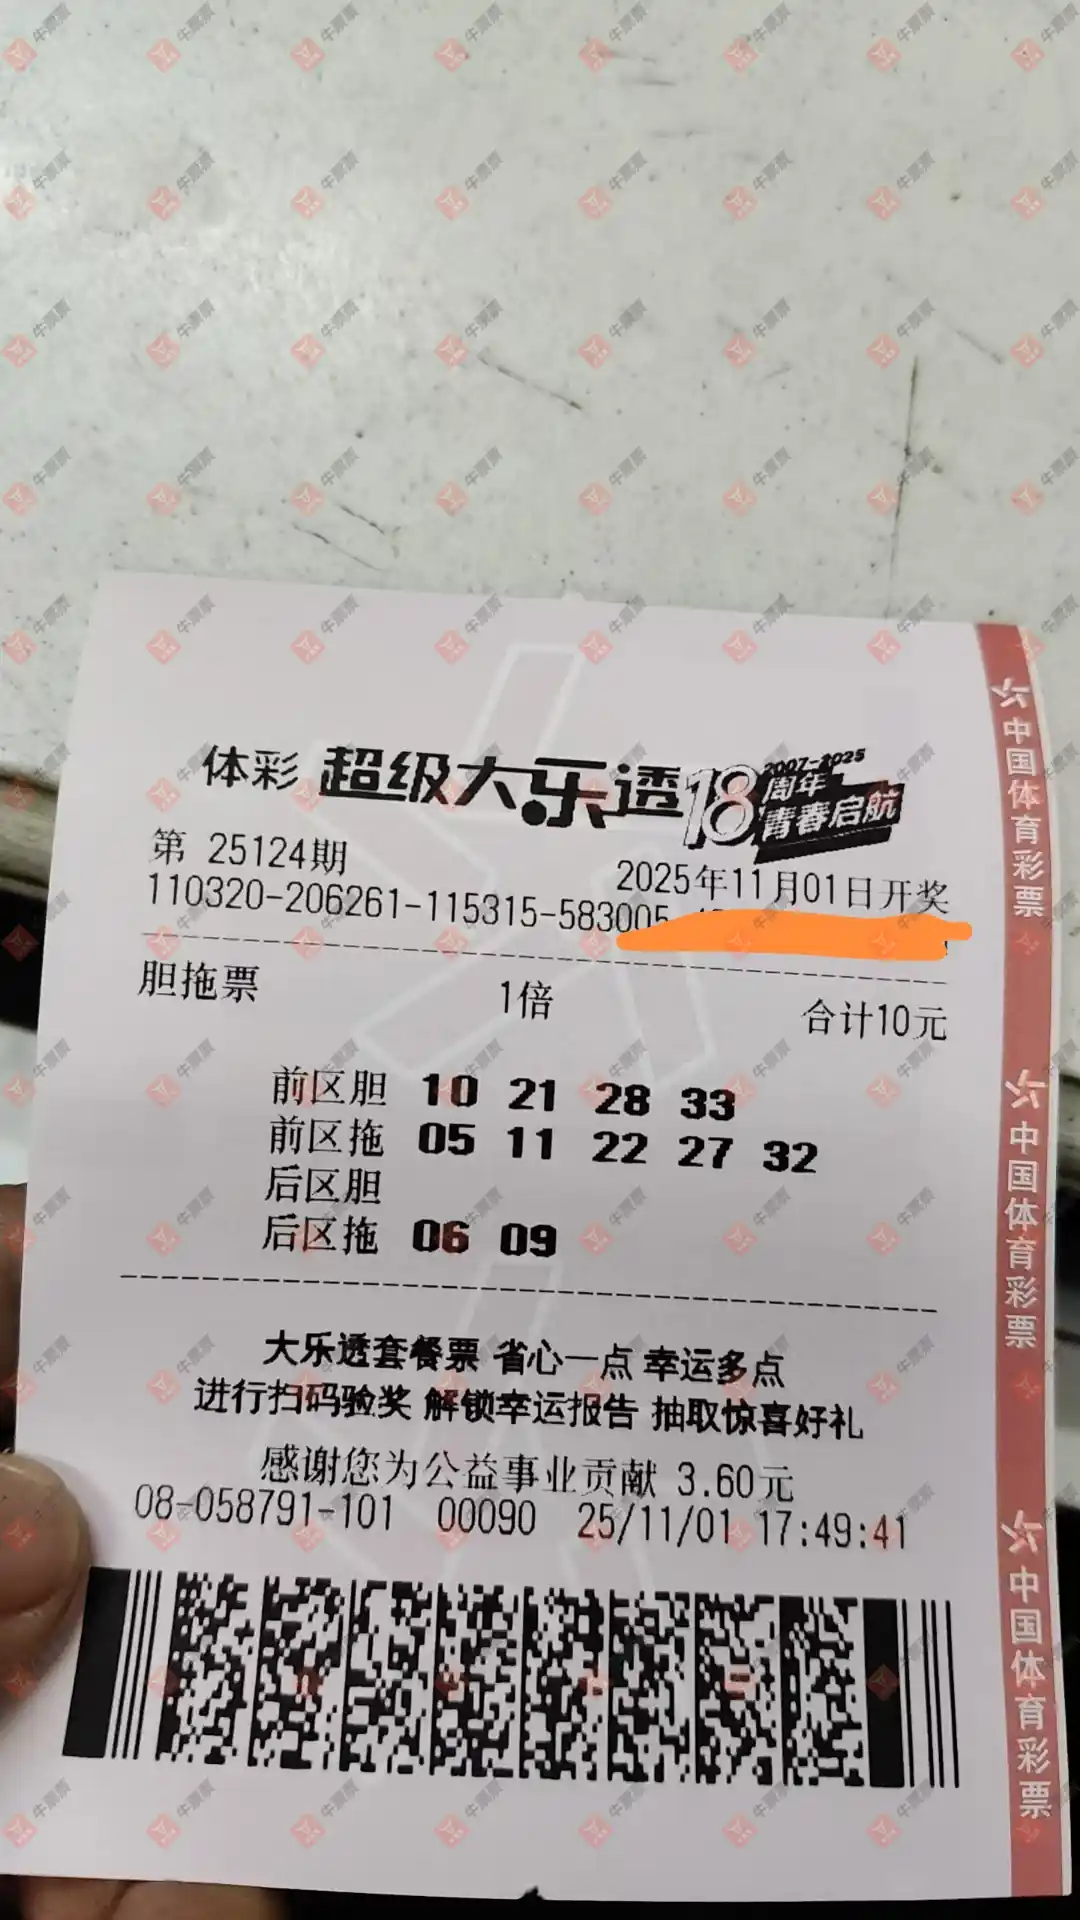 体彩 超级大乐透 18 2007-2025
周年
青春启航
第 25124期
2025年11月01日开奖
110320-206261-115315-583005
胆拖票 1倍 合计10元
前区胆 10 21 28 33
前区拖 05 11 22 27 32
后区胆
后区拖 06 09
大乐透套餐票 省心一点 幸运多点
进行扫码验奖 解锁幸运报告 抽取惊喜好礼
感谢您为公益事业贡献 3.60元
08-058791-101 00090 25/11/01 17:49:41
中国体育彩票
中国体育彩票
中国体育彩票
牛票票